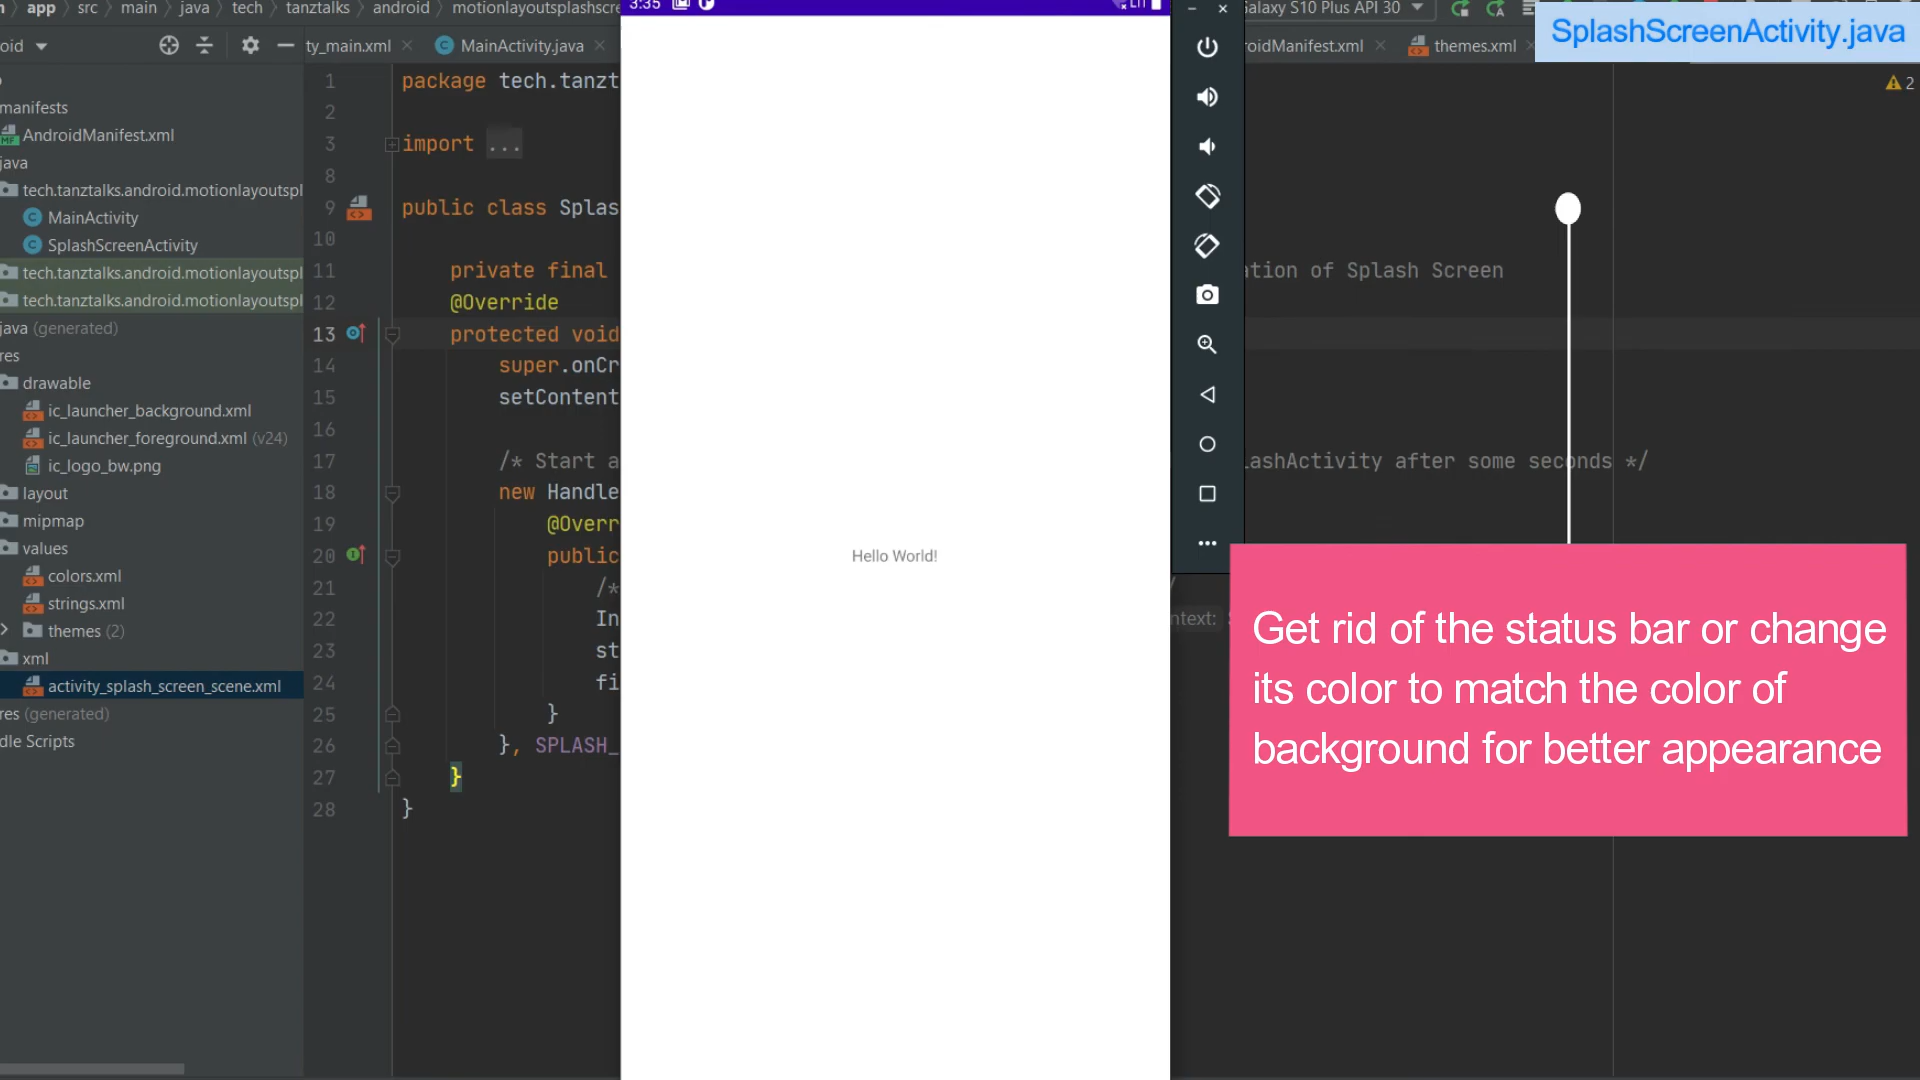 app > src > main > java > tech > tanztalks > android > motionlayoutsplashscre
Galaxy S10 Plus API 30
SplashScreenActivity.java
ty_main.xml
MainActivity.java
themes.xml
2
manifests
AndroidManifest.xml
java
tech.tanztalks.android.motionlayoutspl
MainActivity
SplashScreenActivity
tech.tanztalks.android.motionlayoutspl
tech.tanztalks.android.motionlayoutspl
java (generated)
res
drawable
ic_launcher_background.xml
ic_launcher_foreground.xml (v24)
ic_logo_bw.png
layout
mipmap
values
colors.xml
strings.xml
themes (2)
xml
activity_splash_screen_scene.xml
res (generated)
dle Scripts
1 package tech.tanzt
2
3 import ...
8
9 public class Splas
10
11 private final
ation of Splash Screen
12 @Override
13 protected void
14 super.onCr
15 setContent
16
17 /* Start a
lashActivity after some seconds */
18 new Handle
19 @Overr
20 public
21 /*
22 In
ntext:
23 st
24 fi
25 }
26 }, SPLASH_
27 }
28 }
3:35
LTE
Hello World!
Get rid of the status bar or change
its color to match the color of
background for better appearance